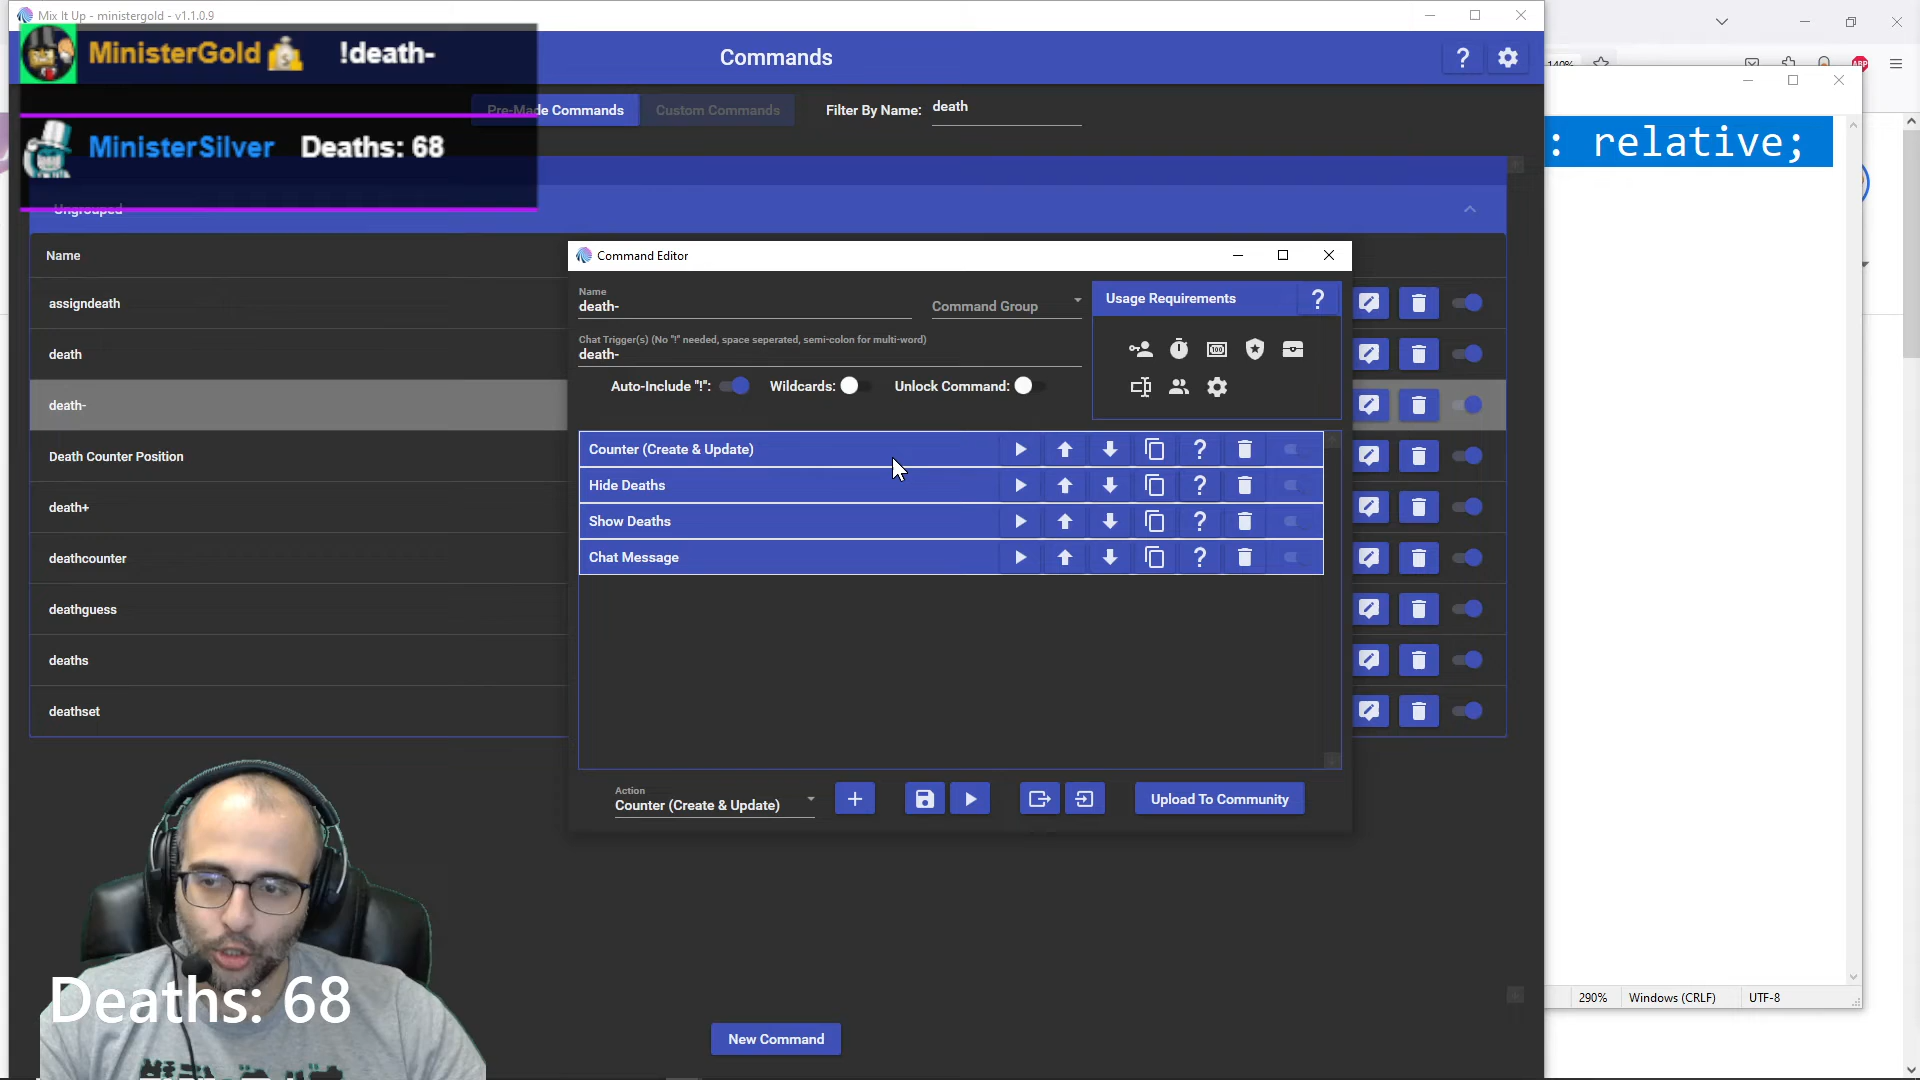 Mix It Up - ministergold - v1.1.0.9
MinisterGold !death-
MinisterSilver Deaths: 68
Commands
?
Pre-Made Commands
Custom Commands
Filter By Name: death
140%
ABP
: relative;
Ungrouped
Name
assigndeath
death
death-
Death Counter Position
death+
deathcounter
deathguess
deaths
deathset
Command Editor
Name
death-
Command Group
Usage Requirements
?
Chat Trigger(s) (No "!" needed, space seperated, semi-colon for multi-word)
death-
Auto-Include "!":
Wildcards:
Unlock Command:
Counter (Create & Update)
?
Hide Deaths
?
Show Deaths
?
Chat Message
?
Action
Counter (Create & Update)
Upload To Community
Deaths: 68
New Command
290%
Windows (CRLF)
UTF-8